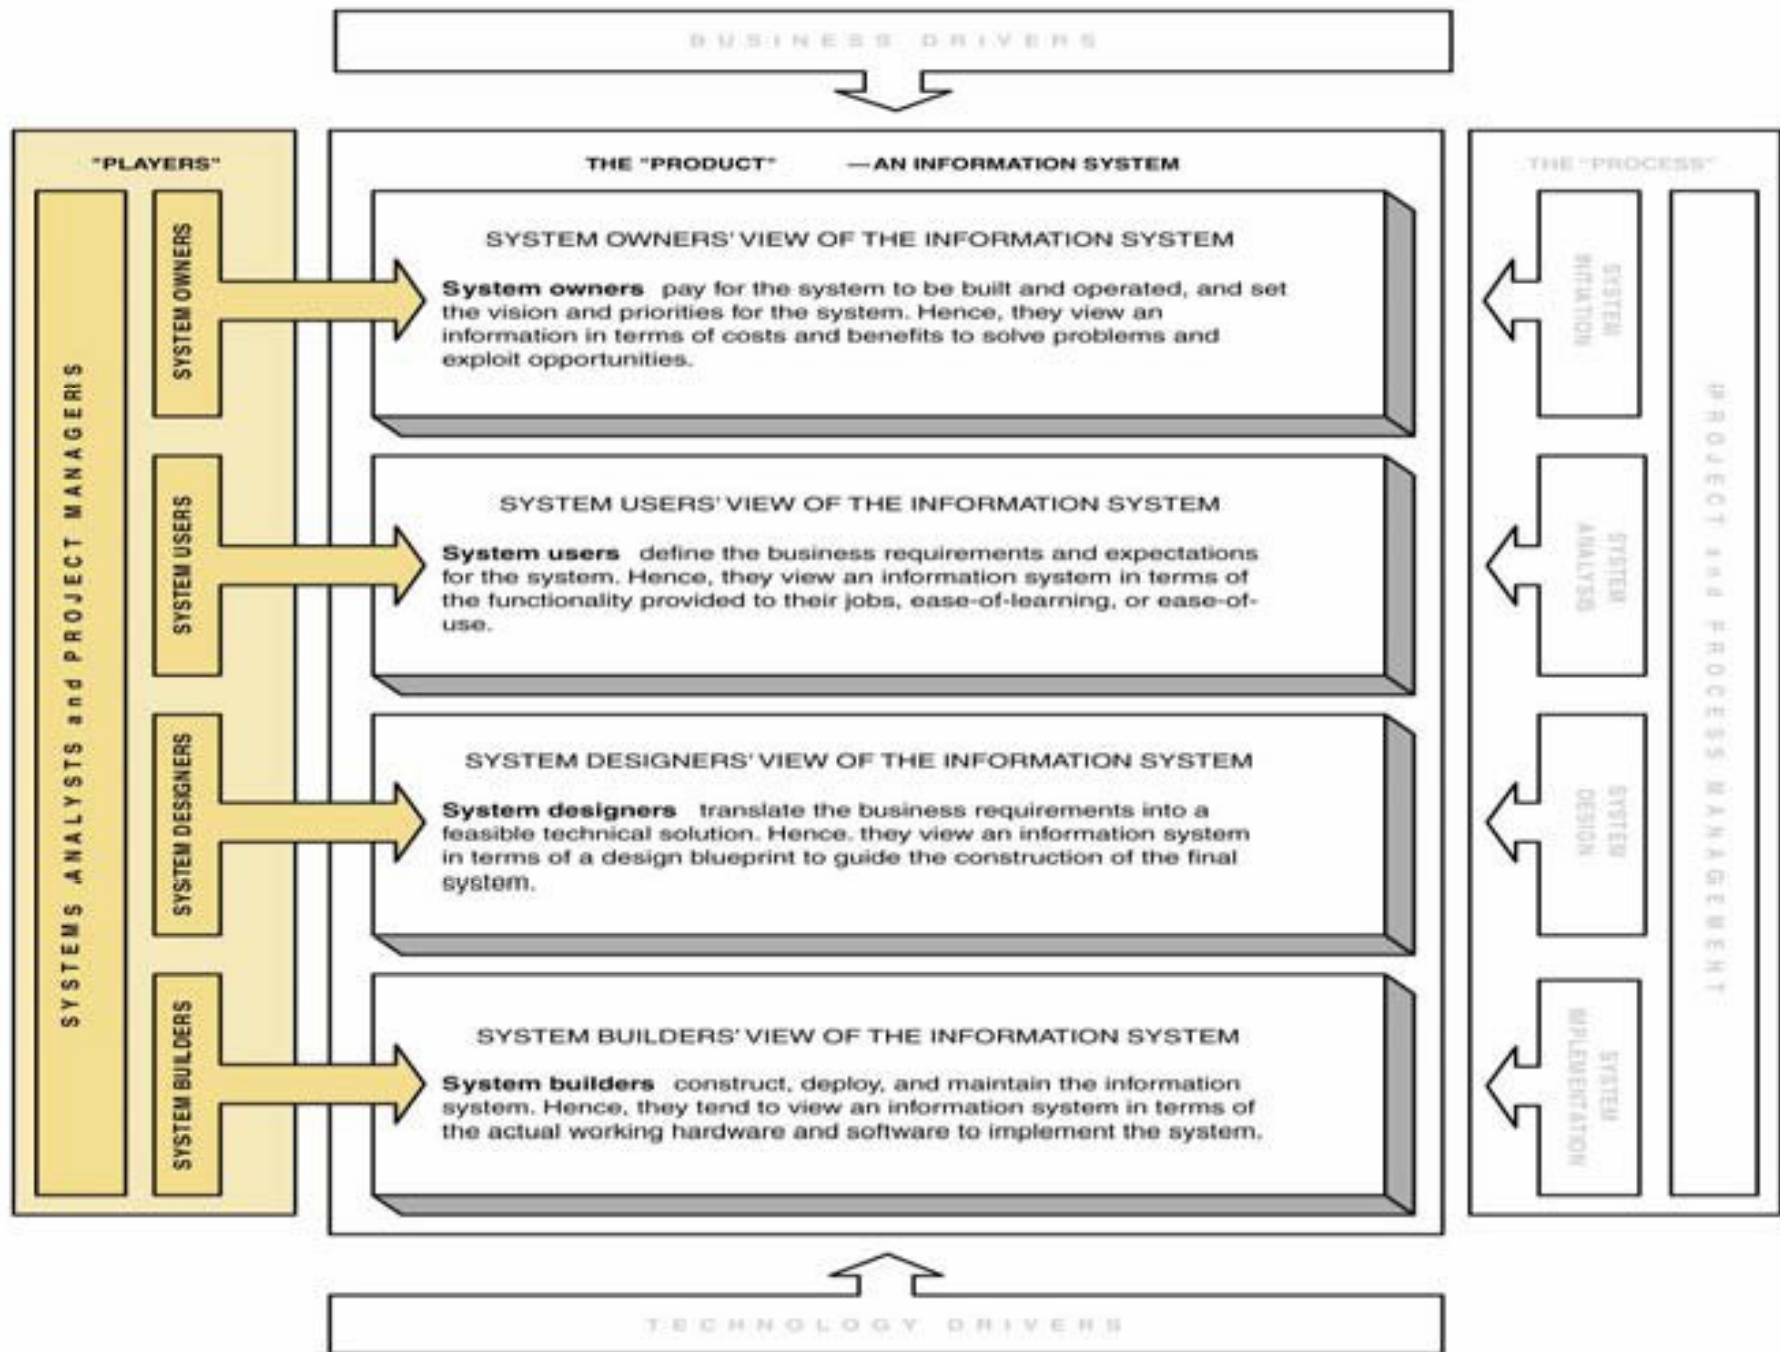 BUSINESS DRIVERS
"PLAYERS"
SYSTEMS ANALYSTS and PROJECT MANAGERS
SYSTEM OWNERS
SYSTEM USERS
SYSTEM DESIGNERS
SYSTEM BUILDERS
THE "PRODUCT" —AN INFORMATION SYSTEM
SYSTEM OWNERS' VIEW OF THE INFORMATION SYSTEM
System owners pay for the system to be built and operated, and set
the vision and priorities for the system. Hence, they view an
information in terms of costs and benefits to solve problems and
exploit opportunities.
SYSTEM USERS' VIEW OF THE INFORMATION SYSTEM
System users define the business requirements and expectations
for the system. Hence, they view an information system in terms of
the functionality provided to their jobs, ease-of-learning, or ease-of-
use.
SYSTEM DESIGNERS' VIEW OF THE INFORMATION SYSTEM
System designers translate the business requirements into a
feasible technical solution. Hence. they view an information system
in terms of a design blueprint to guide the construction of the final
system.
SYSTEM BUILDERS' VIEW OF THE INFORMATION SYSTEM
System builders construct, deploy, and maintain the information
system. Hence, they tend to view an information system in terms of
the actual working hardware and software to implement the system.
THE "PROCESS"
SYSTEM
INITIATION
SYSTEM
ANALYSIS
SYSTEM
DESIGN
SYSTEM
IMPLEMENTATION
PROJECT and PROCESS MANAGEMENT
TECHNOLOGY DRIVERS